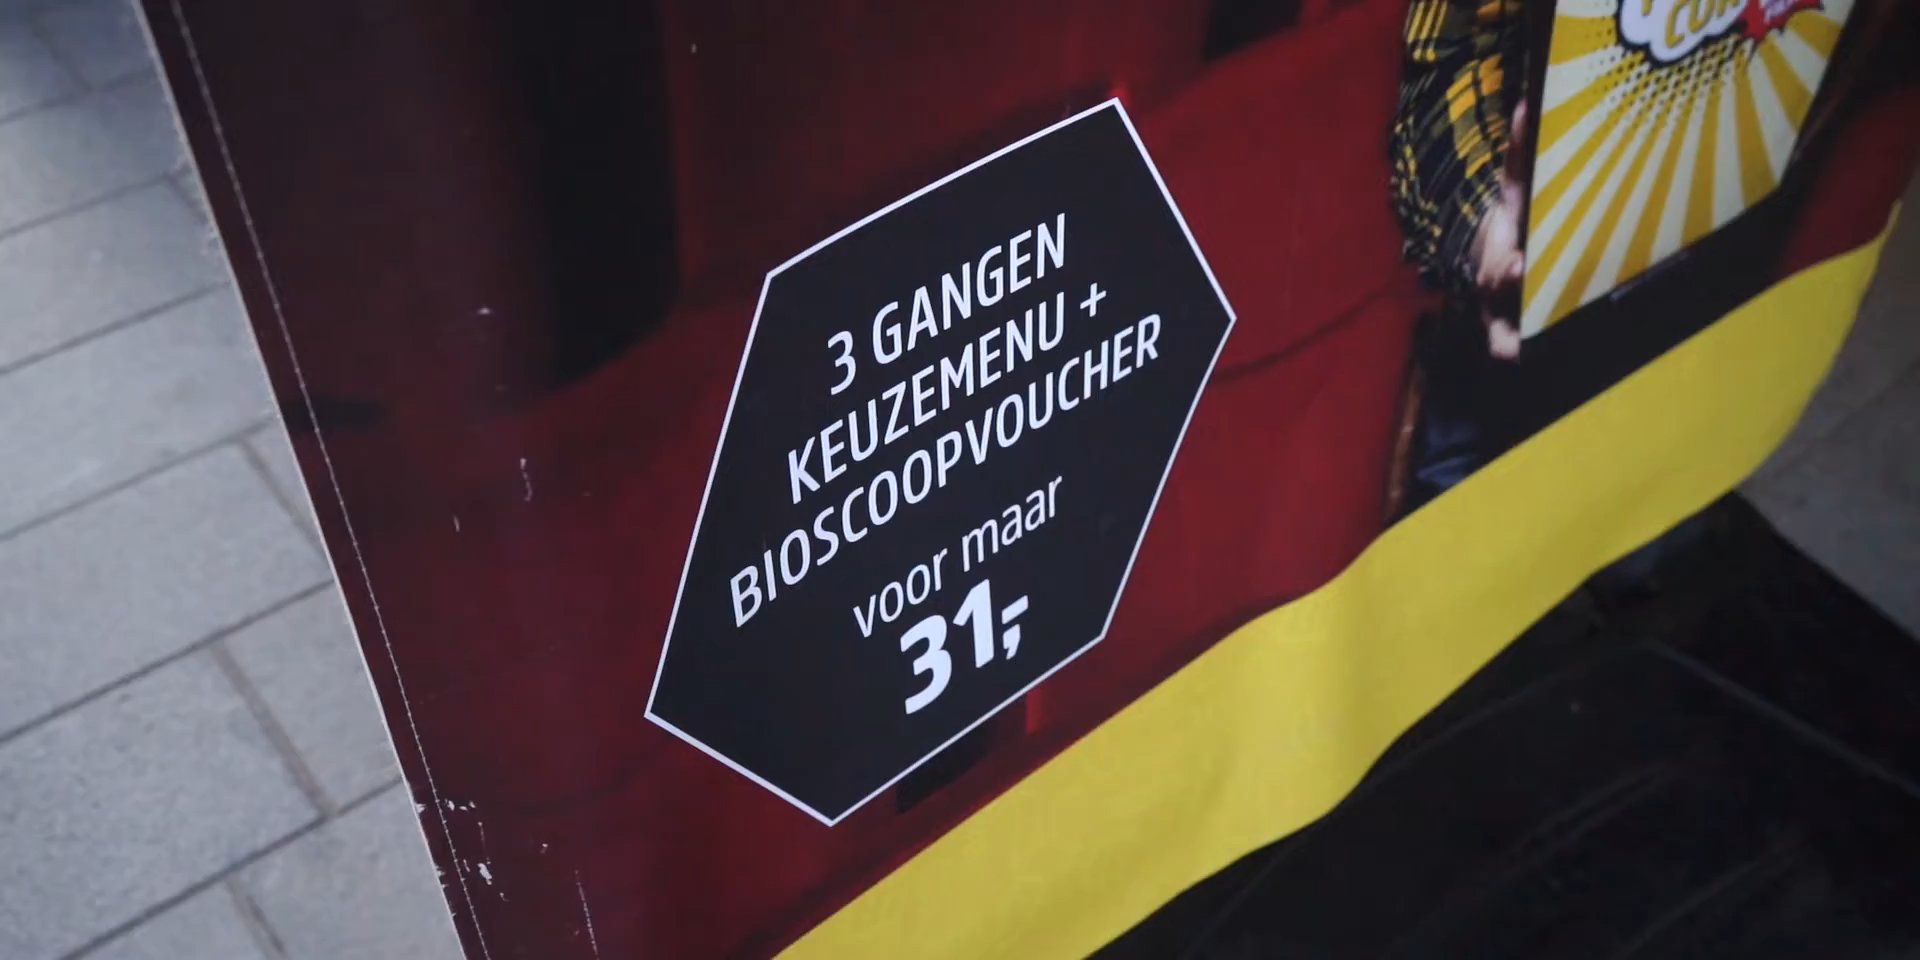 3 GANGEN
KEUZEMENU +
BIOSCOOPVOUCHER
voor maar
31,-